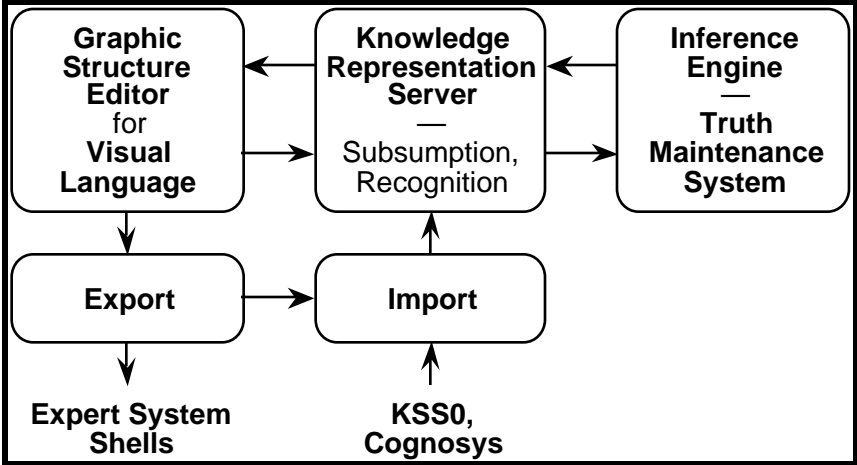 Graphic
Structure
Editor
for
Visual
Language
Knowledge
Representation
Server
—
Subsumption,
Recognition
Inference
Engine
—
Truth
Maintenance
System
Export
Import
Expert System
Shells
KSS0,
Cognosys